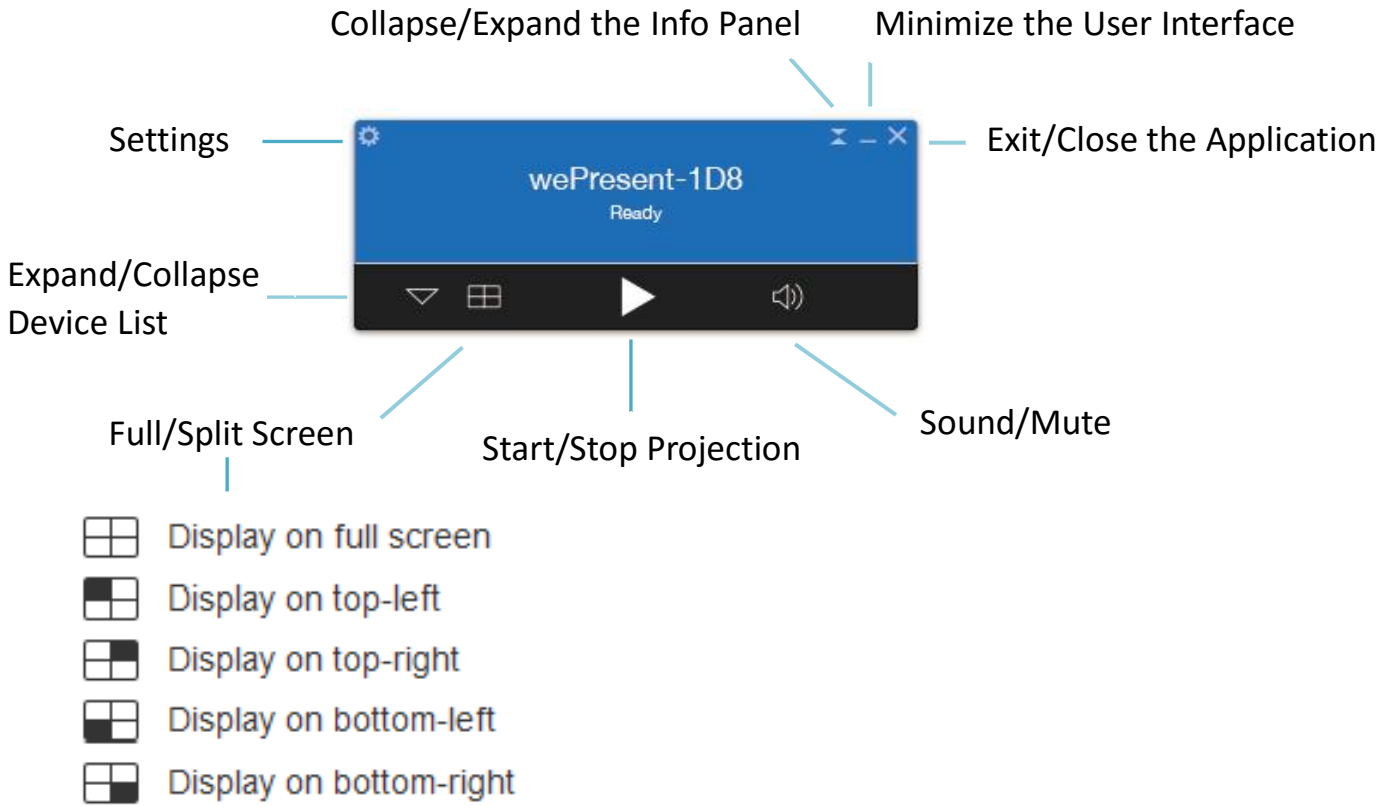 Collapse/Expand the Info Panel
Minimize the User Interface
Settings
Exit/Close the Application
wePresent-1D8
Ready
Expand/Collapse
Device List
Full/Split Screen
Start/Stop Projection
Sound/Mute
Display on full screen
Display on top-left
Display on top-right
Display on bottom-left
Display on bottom-right